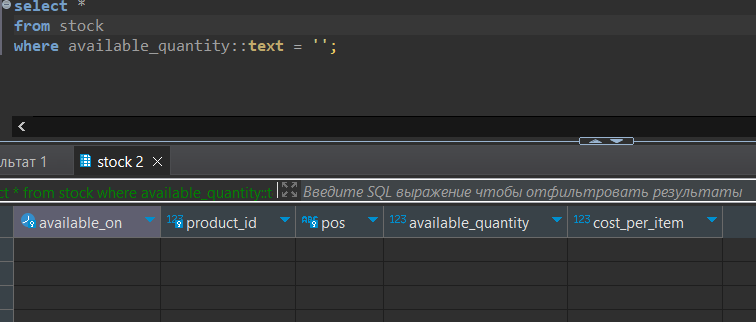 select *
from stock
where available_quantity::text = '';
льтат 1
stock 2
ct * from stock where available_quantity::t
Введите SQL выражение чтобы отфильтровать результаты
available_on
123 product_id
ABC pos
123 available_quantity
123 cost_per_item